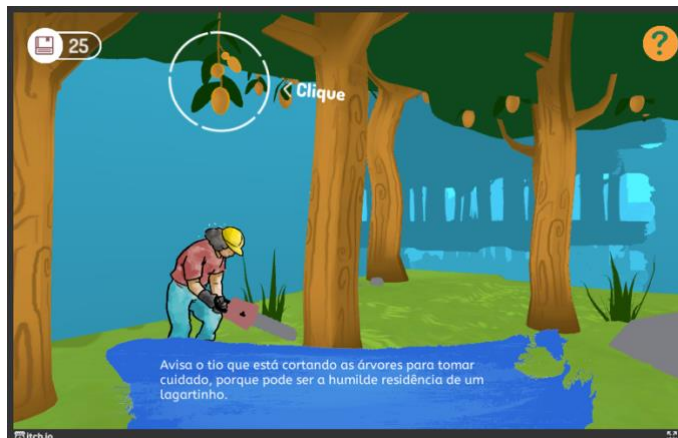 25
?
< Clique
Avisa o tio que está cortando as árvores para tomar
cuidado, porque pode ser a humilde residência de um
lagartinho.
itch.io